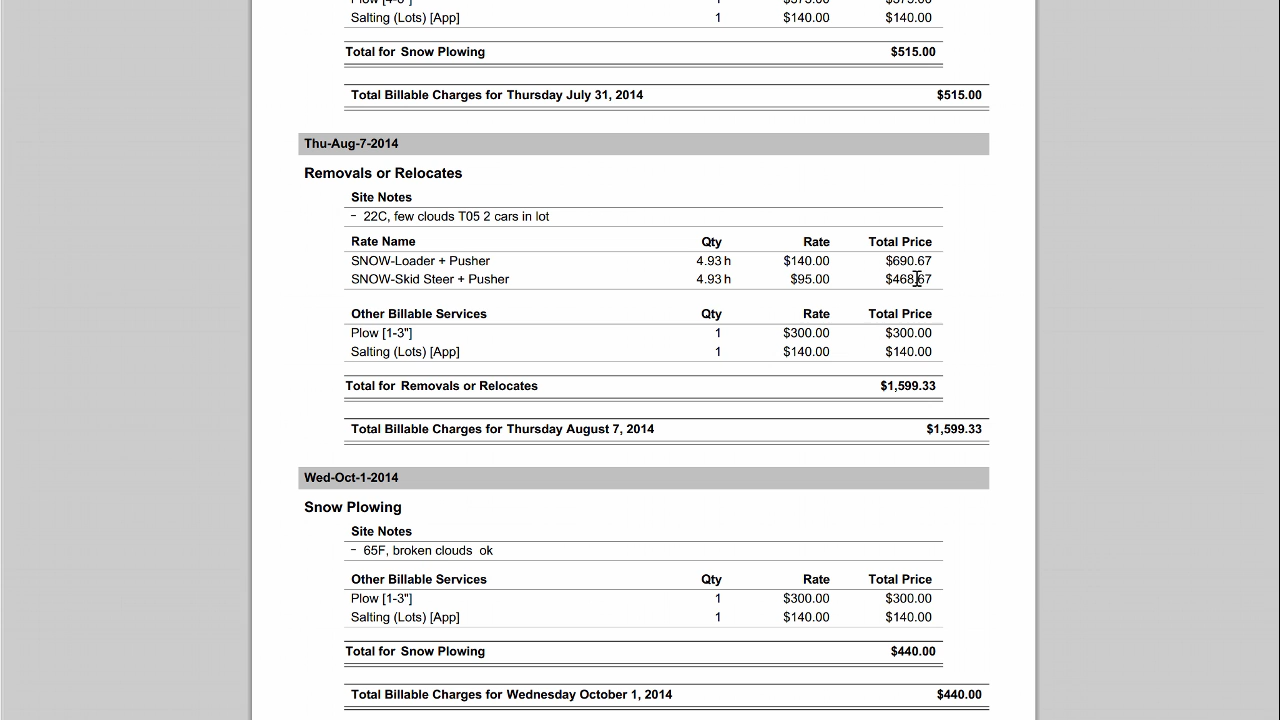 Salting (Lots) [App] 1 $140.00 $140.00
Total for Snow Plowing $515.00
Total Billable Charges for Thursday July 31, 2014 $515.00
Thu-Aug-7-2014
Removals or Relocates
Site Notes
- 22C, few clouds T05 2 cars in lot
Rate Name Qty Rate Total Price
SNOW-Loader + Pusher 4.93 h $140.00 $690.67
SNOW-Skid Steer + Pusher 4.93 h $95.00 $468.67
Other Billable Services Qty Rate Total Price
Plow [1-3"] 1 $300.00 $300.00
Salting (Lots) [App] 1 $140.00 $140.00
Total for Removals or Relocates $1,599.33
Total Billable Charges for Thursday August 7, 2014 $1,599.33
Wed-Oct-1-2014
Snow Plowing
Site Notes
- 65F, broken clouds ok
Other Billable Services Qty Rate Total Price
Plow [1-3"] 1 $300.00 $300.00
Salting (Lots) [App] 1 $140.00 $140.00
Total for Snow Plowing $440.00
Total Billable Charges for Wednesday October 1, 2014 $440.00